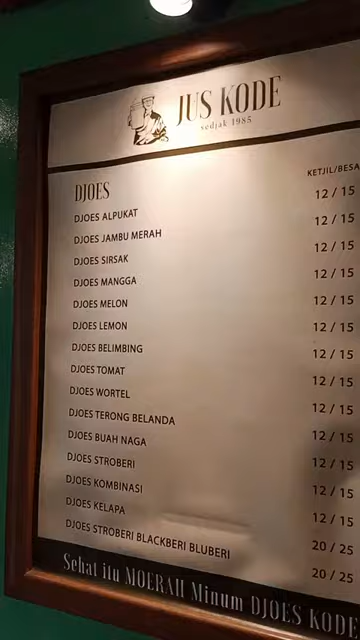 JUS KODE
sedjak 1985
DJOES KETJIL/BESA
DJOES ALPUKAT 12 / 15
DJOES JAMBU MERAH 12 / 15
DJOES SIRSAK 12 / 15
DJOES MANGGA 12 / 15
DJOES MELON 12 / 15
DJOES LEMON 12 / 15
DJOES BELIMBING 12 / 15
DJOES TOMAT 12 / 15
DJOES WORTEL 12 / 15
DJOES TERONG BELANDA 12 / 15
DJOES BUAH NAGA 12 / 15
DJOES STROBERI 12 / 15
DJOES KOMBINASI 12 / 15
DJOES KELAPA 20 / 25
DJOES STROBERI BLACKBERI BLUBERI 20 / 25
Sehat itu MOERAH Minum DJOES KODE